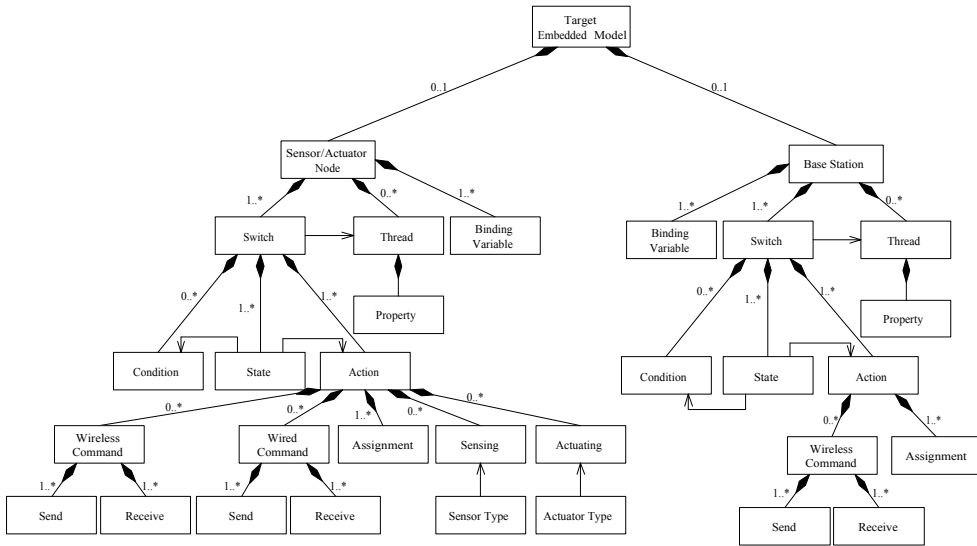 Target
Embedded Model
0..1
0..1
Sensor/Actuator
Node
Base Station
1..*
0..*
1..*
1..*
1..*
0..*
Switch
Thread
Binding
Variable
Binding
Variable
Switch
Thread
0..*
1..*
1..*
Property
0..*
1..*
1..*
Property
Condition
State
Action
Condition
State
Action
0..*
0..*
1..*
0..*
0..*
0..*
1..*
Wireless
Command
Wired
Command
Assignment
Sensing
Actuating
Wireless
Command
Assignment
1..*
1..*
1..*
1..*
1..*
1..*
Send
Receive
Send
Receive
Sensor Type
Actuator Type
Send
Receive